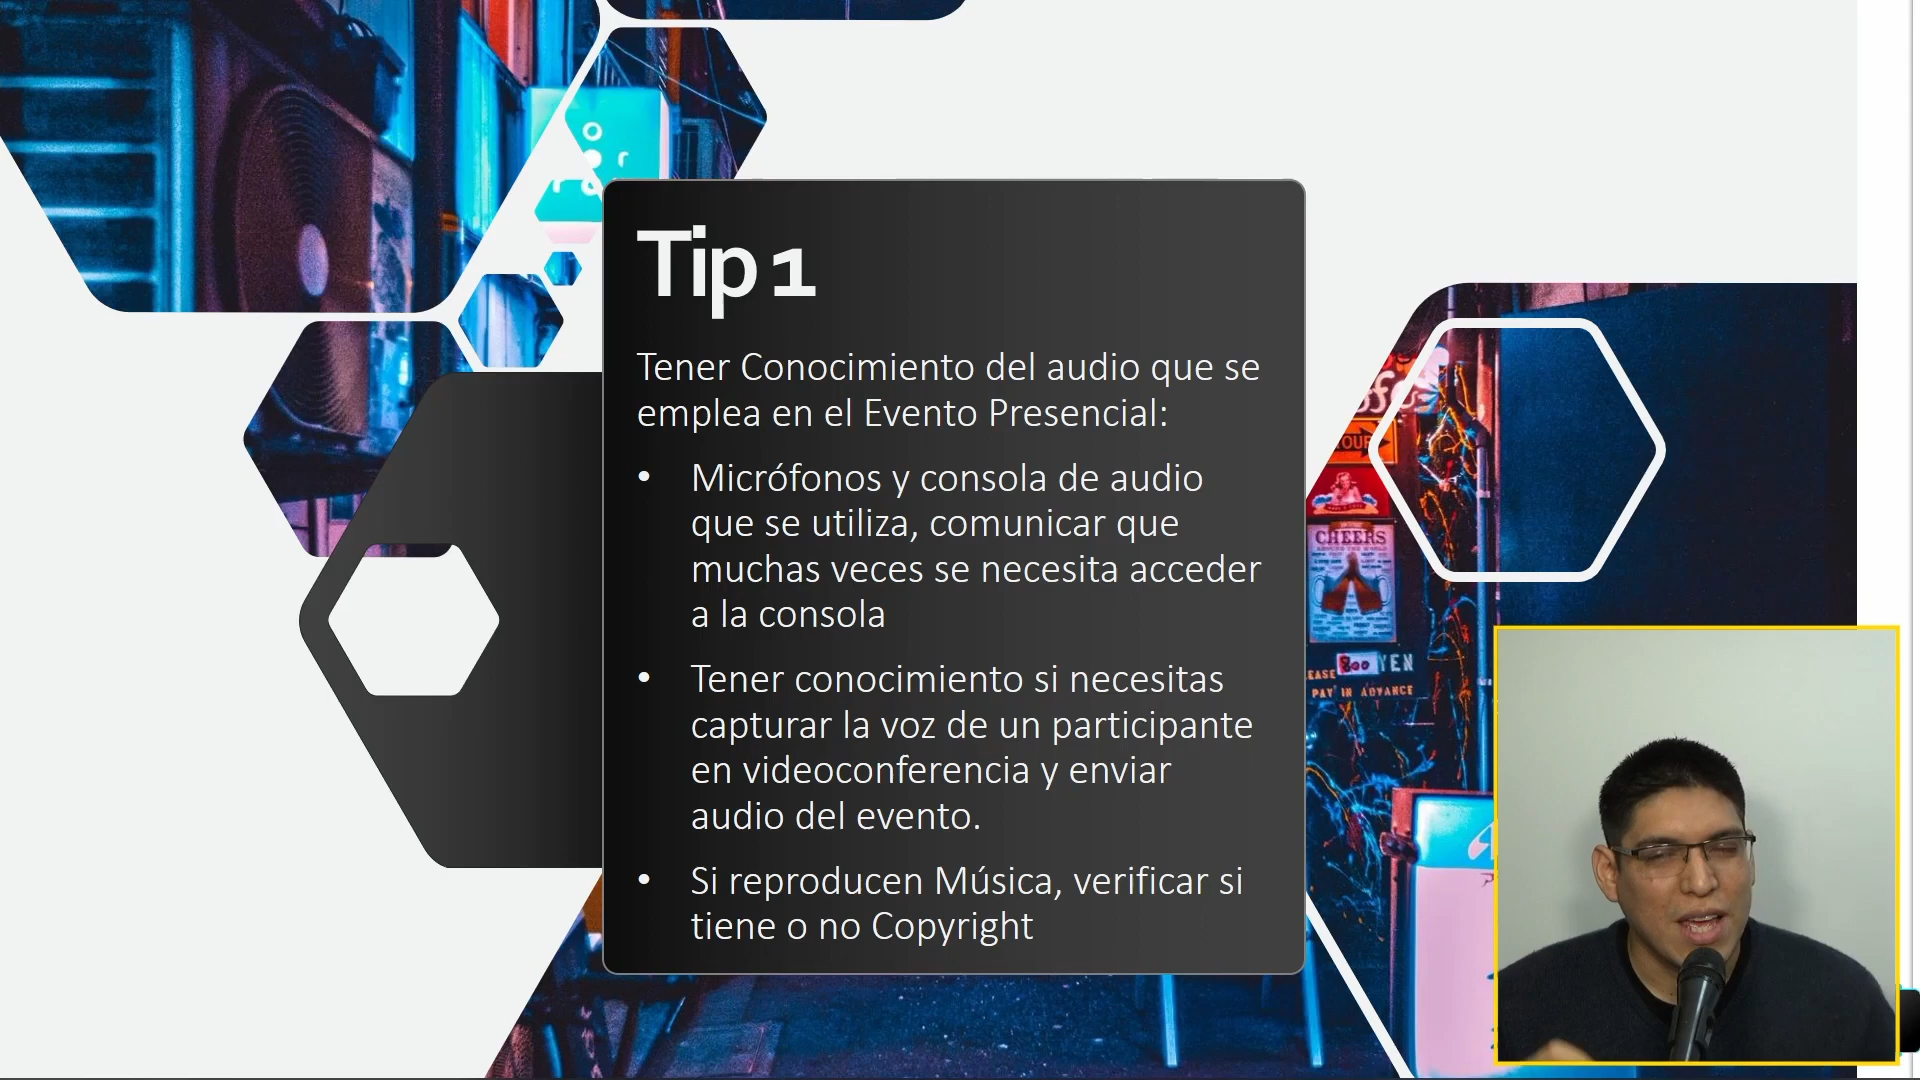 Tip 1
Tener Conocimiento del audio que se
emplea en el Evento Presencial:
• Micrófonos y consola de audio
que se utiliza, comunicar que
muchas veces se necesita acceder
a la consola
• Tener conocimiento si necesitas
capturar la voz de un participante
en videoconferencia y enviar
audio del evento.
• Si reproducen Música, verificar si
tiene o no Copyright
CHEERS
800 YEN
PAY IN ADVANCE